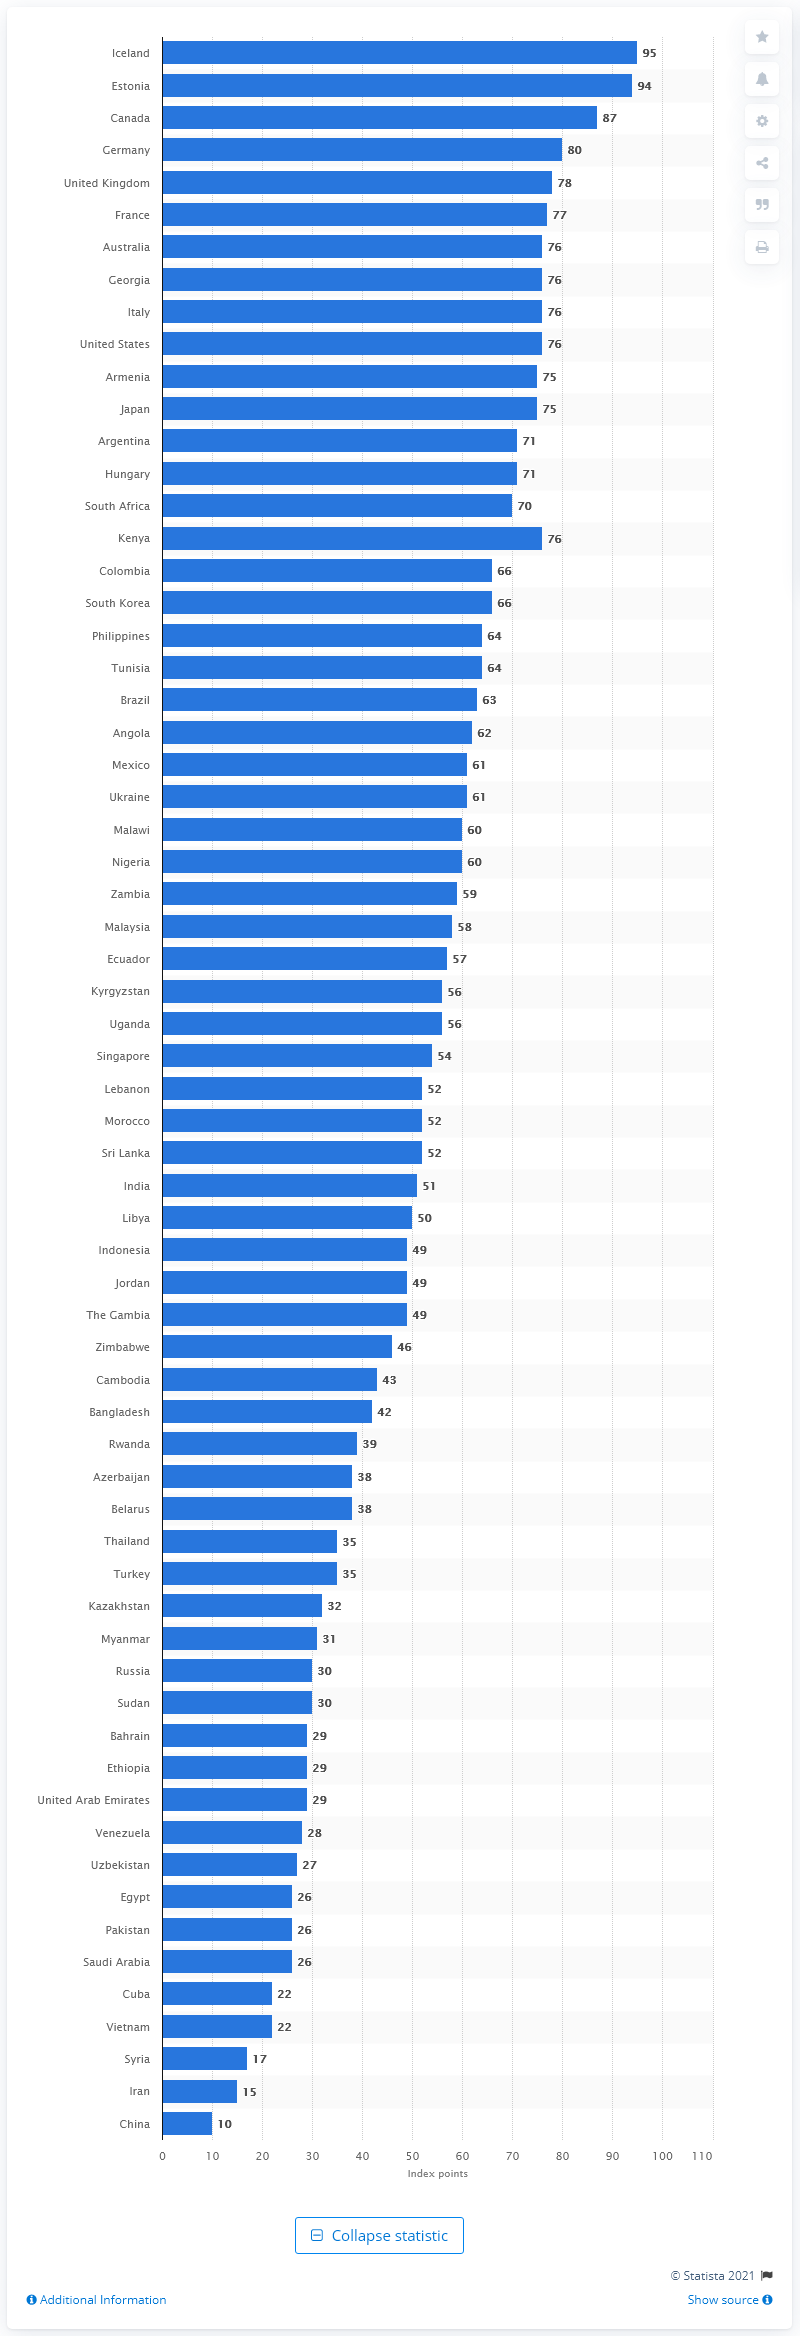 Iceland 95
Estonia 94
Canada 87
Germany 80
United Kingdom 78
France 77
Australia 76
Georgia 76
Italy 76
United States 76
Armenia 75
Japan 75
Argentina 71
Hungary 71
South Africa 70
Kenya 76
Colombia 66
South Korea 66
Philippines 64
Tunisia 64
Brazil 63
Angola 62
Mexico 61
Ukraine 61
Malawi 60
Nigeria 60
Zambia 59
Malaysia 58
Ecuador 57
Kyrgyzstan 56
Uganda 56
Singapore 54
Lebanon 52
Morocco 52
Sri Lanka 52
India 51
Libya 50
Indonesia 49
Jordan 49
The Gambia 49
Zimbabwe 46
Cambodia 43
Bangladesh 42
Rwanda 39
Azerbaijan 38
Belarus 38
Thailand 35
Turkey 35
Kazakhstan 32
Myanmar 31
Russia 30
Sudan 30
Bahrain 29
Ethiopia 29
United Arab Emirates 29
Venezuela 28
Uzbekistan 27
Egypt 26
Pakistan 26
Saudi Arabia 26
Cuba 22
Vietnam 22
Syria 17
Iran 15
China 10
0 10 20 30 40 50 60 70 80 90 100 110
Index points
Collapse statistic
© Statista 2021
Additional Information Show source